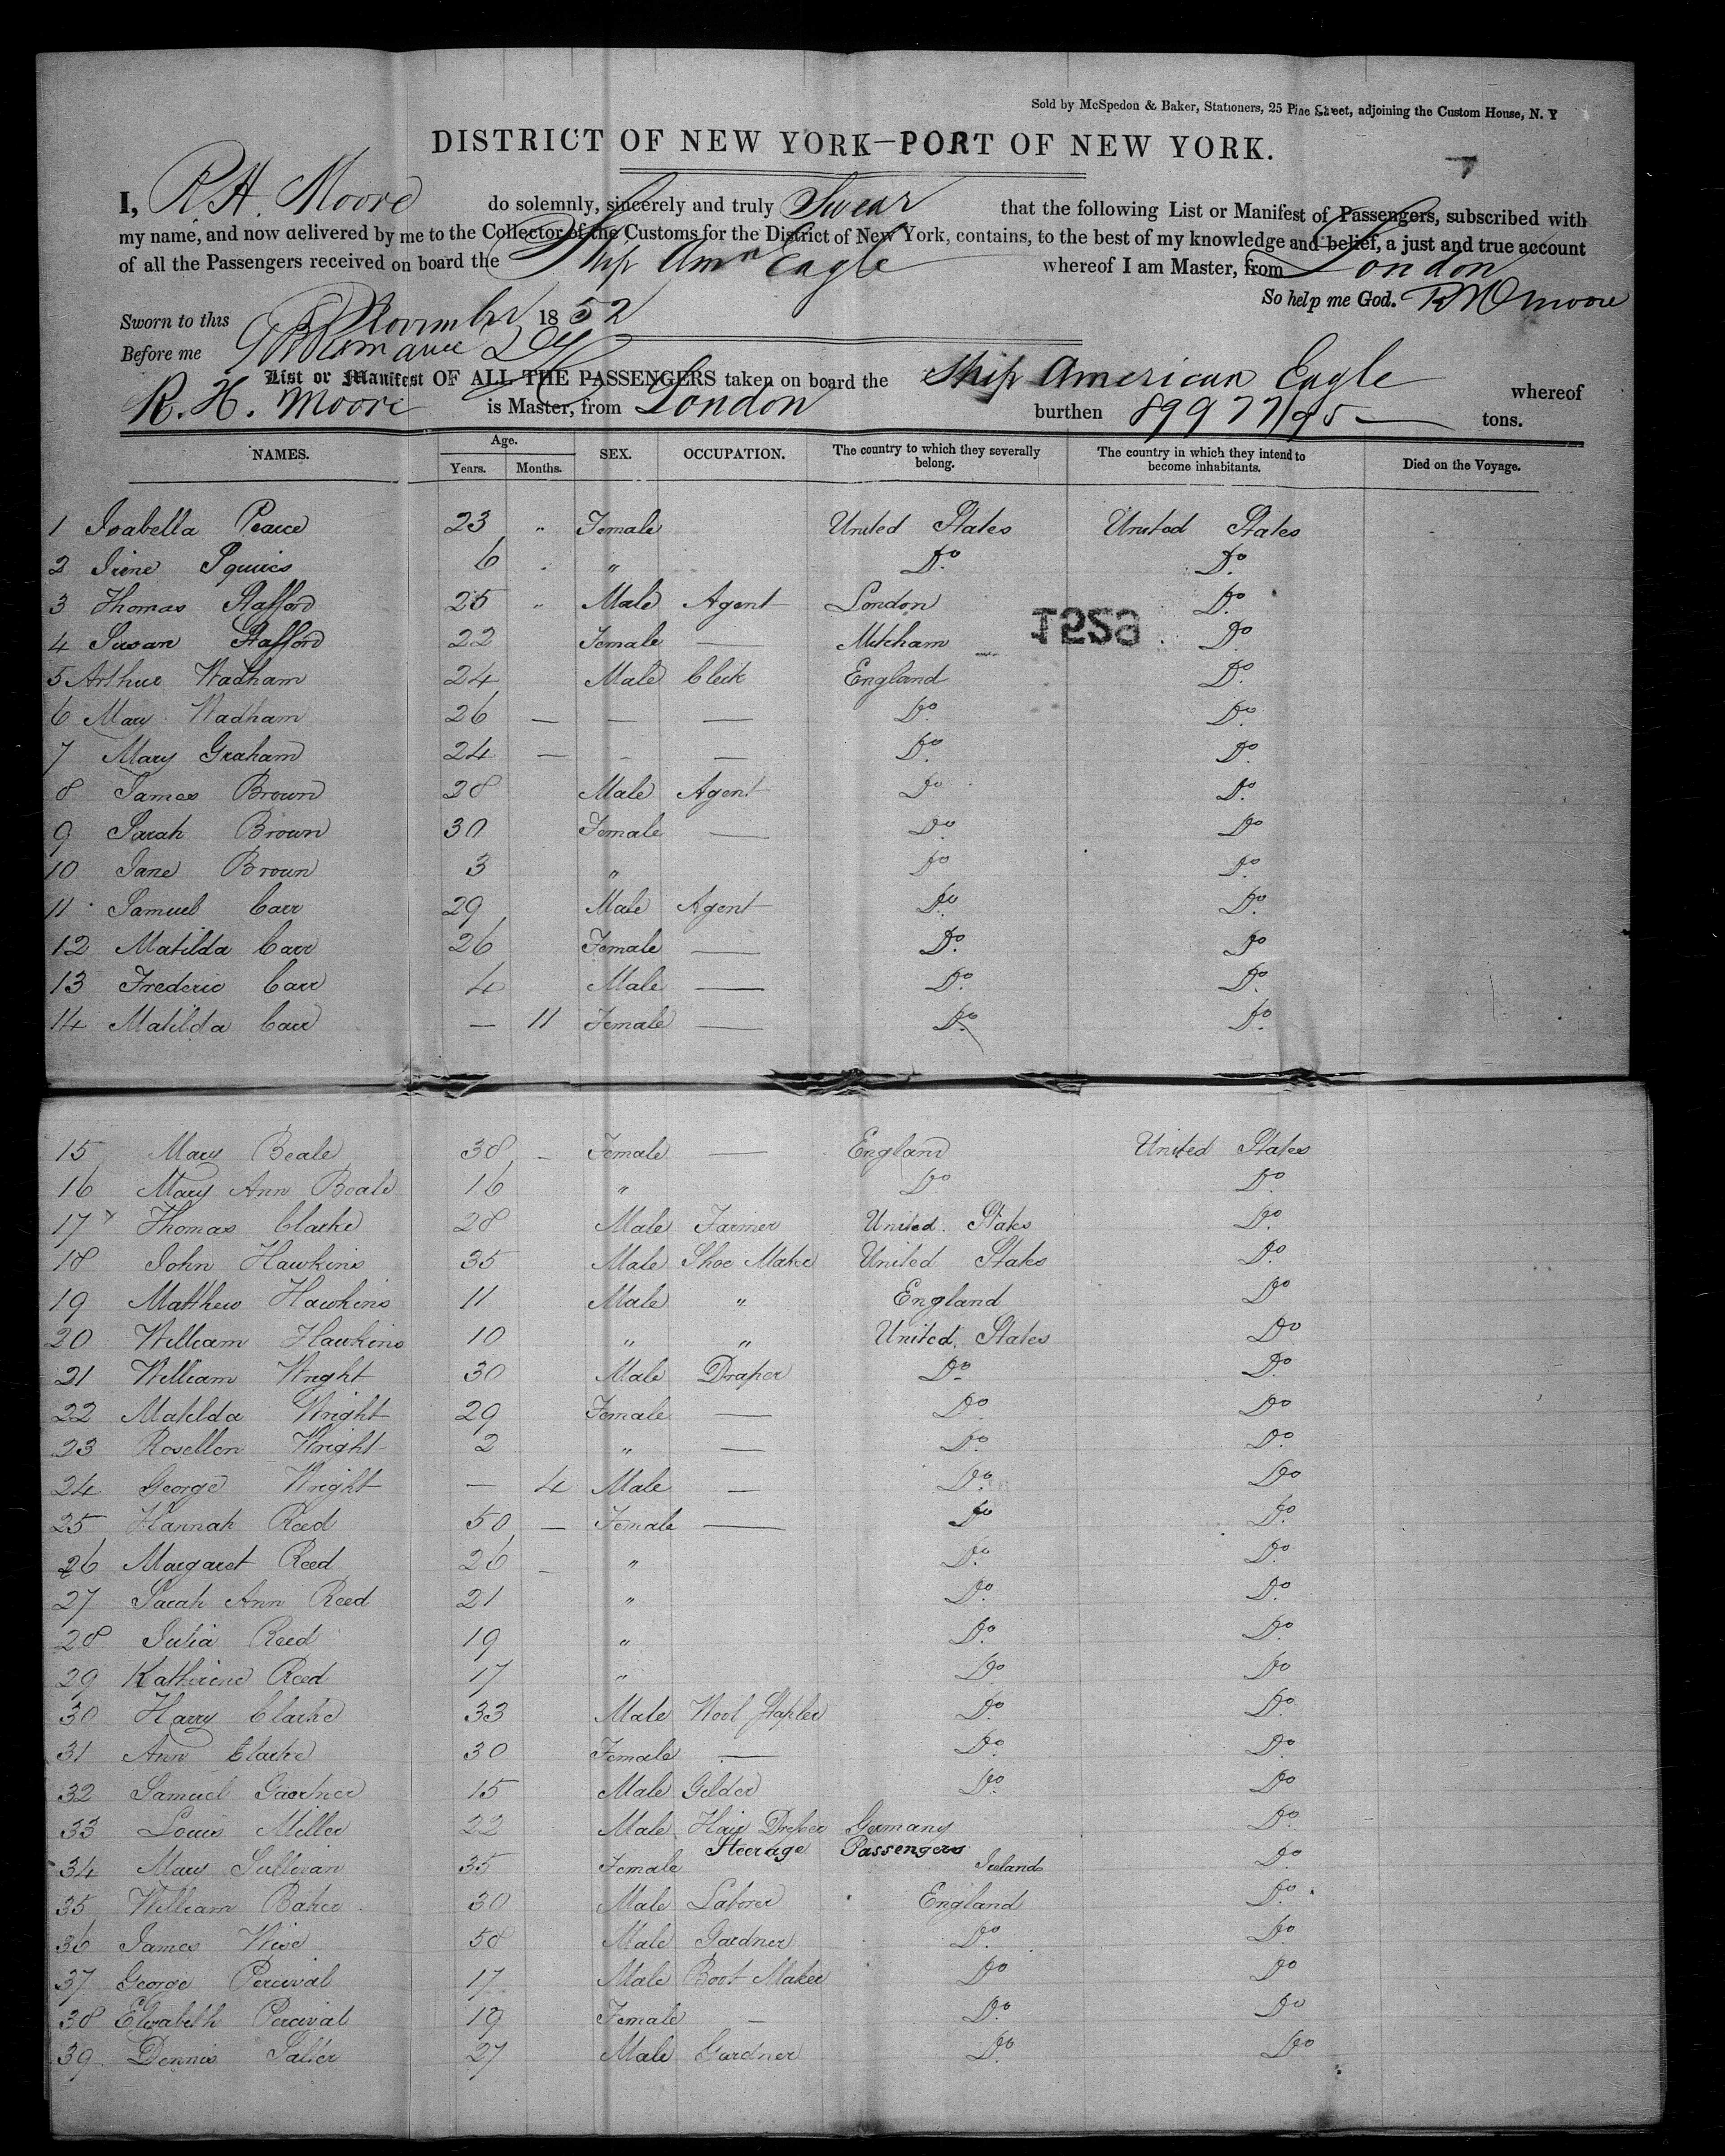 Sold by McSpedon & Baker, Stationers, 25 Pine Street, adjoining the Custom House, N. Y
DISTRICT OF NEW YORK—PORT OF NEW YORK.
7
I, R. H. Moore do solemnly, sincerely and truly Swear that the following List or Manifest of Passengers, subscribed with
my name, and now delivered by me to the Collector of the Customs for the District of New York, contains, to the best of my knowledge and belief, a just and true account
of all the Passengers received on board the Ship Amn Eagle whereof I am Master, from London
So help me God. R H Moore
Sworn to this November 1852
Before me
List or Manifest OF ALL THE PASSENGERS taken on board the Ship American Eagle whereof
R. H. Moore is Master, from London burthen 899 77/95 tons.
NAMES. Age. Years. Months. SEX. OCCUPATION. The country to which they severally belong. The country in which they intend to become inhabitants. Died on the Voyage.
1 Isabella Pearce 23 " Female United States United States
2 Irene Squires 6 " Do Do
3 Thomas Stafford 25 " Male Agent London Do
1529
4 Susan Stafford 22 Female — Mitcham Do
5 Arthur Wadham 24 Male Clerk England Do
6 Mary Wadham 26 — — — Do Do
7 Mary Graham 24 — — — Do Do
8 James Brown 28 Male Agent Do Do
9 Sarah Brown 30 Female — Do Do
10 Jane Brown 3 " Do Do
11 Samuel Carr 29 Male Agent Do Do
12 Matilda Carr 26 Female — Do Do
13 Frederic Carr 4 Male — Do Do
14 Matilda Carr — 11 Female — Do Do
15 Mary Beale 38 — Female — England United States
16 Mary Ann Beale 16 " Do Do
17 x Thomas Clarke 28 Male Farmer United States Do
18 John Hawkins 35 Male Shoe Maker United States Do
19 Matthew Hawkins 11 Male " England Do
20 William Hawkins 10 " " United States Do
21 William Wright 30 Male Draper Do Do
22 Matilda Wright 29 Female — Do Do
23 Rosellen Wright 2 " — Do Do
24 George Wright — 4 Male — Do Do
25 Hannah Reed 50 — Female — Do Do
26 Margaret Reed 26 — " Do Do
27 Sarah Ann Reed 21 " Do Do
28 Julia Reed 19 " Do Do
29 Katherine Reed 17 " Do Do
30 Harry Clarke 33 Male Wool Stapler Do Do
31 Ann Clarke 30 Female — Do Do
32 Samuel Gardner 15 Male Gilder Do Do
33 Louis Miller 22 Male Hair Dresser Germany Do
Steerage Passengers
34 Mary Sullivan 35 Female Ireland Do
35 William Baker 30 Male Laborer England Do
36 James Wise 58 Male Gardner Do Do
37 George Percival 17 Male Boot Maker Do Do
38 Elizabeth Percival 19 Female — Do Do
39 Dennis Salter 27 Male Gardner Do Do